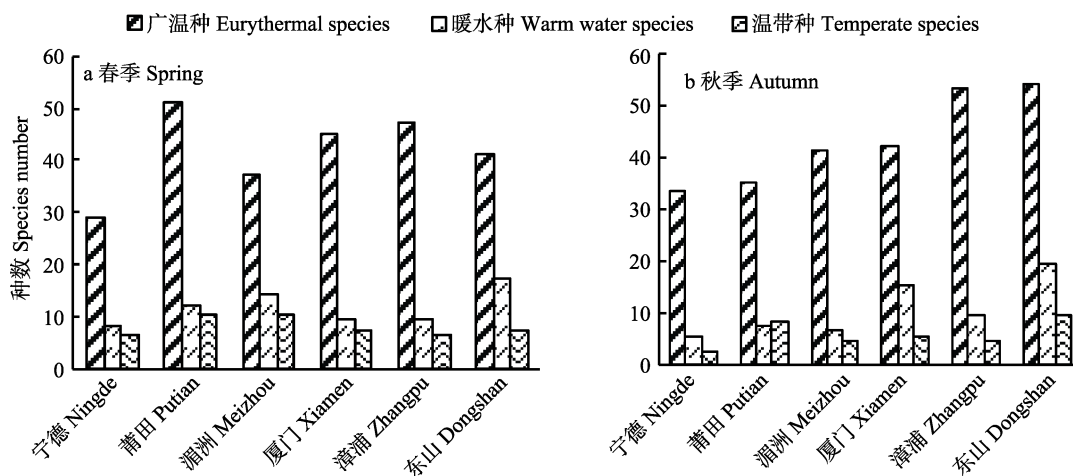 广温种 Eurythermal species 暖水种 Warm water species 温带种 Temperate species
a 春季 Spring
种数 Species number
60
50
40
30
20
10
0
宁德 Ningde
莆田 Putian
湄洲 Meizhou
厦门 Xiamen
漳浦 Zhangpu
东山 Dongshan
b 秋季 Autumn
60
50
40
30
20
10
0
宁德 Ningde
莆田 Putian
湄洲 Meizhou
厦门 Xiamen
漳浦 Zhangpu
东山 Dongshan